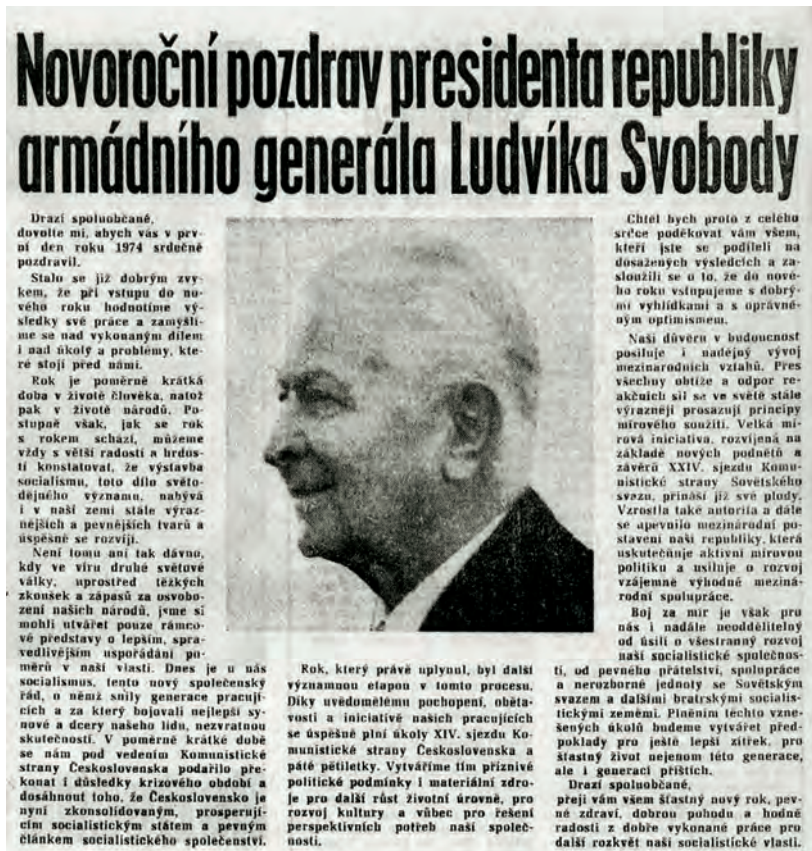 Novoroční pozdrav presidenta republiky
armádního generála Ludvíka Svobody
Drazí spoluobčané,
dovolte mi, abych vás v prv-
ní den roku 1974 srdečně
pozdravil.
Stalo se již dobrým zvy-
kem, že při vstupu do no-
vého roku hodnotíme vý-
sledky své práce a zamýšlí-
me se nad vykonaným dílem
i nad úkoly a problémy, kte-
ré stojí před námi.
Rok je poměrně krátká
doba v životě člověka, natož
pak v životě národů. Po-
stupně však, jak se rok
s rokem schází, můžeme
vždy s větší radostí a hrdos-
tí konstatovat, že výstavba
socialismu, toto dílo světo-
dějného významu, nabývá
i v naší zemi stále výraz-
nějších a pevnějších tvarů a
úspěšně se rozvíjí.
Není tomu ani tak dávno,
kdy ve víru druhé světové
války, uprostřed těžkých
zkoušek a zápasů za osvobo-
zení našich národů, jsme si
mohli utvářet pouze rámco-
vé představy o lepším, spra-
vedlivějším uspořádání po-
měrů v naší vlasti. Dnes je u nás
socialismus, tento nový společenský
řád, o němž snily generace pracují-
cích a za který bojovali nejlepší sy-
nové a dcery našeho lidu, nezvratnou
skutečností. V poměrně krátké době
se nám pod vedením Komunistické
strany Československa podařilo pře-
konat i důsledky krizového období a
dosáhnout toho, že Československo je
nyní zkonsolidovaným, prosperují-
cím socialistickým státem a pevným
článkem socialistického společenství.
Rok, který právě uplynul, byl další
významnou etapou v tomto procesu.
Díky uvědomělému pochopení, oběta-
vosti a iniciativě našich pracujících
se úspěšně plní úkoly XIV. sjezdu Ko-
munistické strany Československa a
páté pětiletky. Vytváříme tím příznivé
politické podmínky i materiální zdro-
je pro další růst životní úrovně, pro
rozvoj kultury a vůbec pro řešení
perspektivních potřeb naší společ-
nosti.
Chtěl bych proto z celého
srdce poděkovat vám všem,
kteří jste se podíleli na
dosažených výsledcích a za-
sloužili se o to, že do nové-
ho roku vstupujeme s dobrý-
mi vyhlídkami a s oprávně-
ným optimismem.
Naši důvěru v budoucnost
posiluje i nadějný vývoj
mezinárodních vztahů. Přes
všechny obtíže a odpor re-
akčních sil se ve světě stále
výrazněji prosazují principy
mírového soužití. Velká mí-
rová iniciativa, rozvíjená na
základě nových podnětů a
závěrů XXIV. sjezdu Komu-
nistické strany Sovětského
svazu, přináší již své plody.
Vzrostla také autorita a dále
se upevnilo mezinárodní po-
stavení naší republiky, která
uskutečňuje aktivní mírovou
politiku a usiluje o rozvoj
vzájemně výhodné meziná-
rodní spolupráce.
Boj za mír je však pro
nás i nadále neoddělitelný
od úsilí o všestranný rozvoj
naší socialistické společnos-
ti, od pevného přátelství, spolupráce
a nerozborné jednoty se Sovětským
svazem a dalšími bratrskými socialis-
tickými zeměmi. Plněním těchto vzne-
šených úkolů budeme vytvářet před-
poklady pro ještě lepší zítřek, pro
šťastný život nejenom této generace,
ale i generací příštích.
Drazí spoluobčané,
přeji vám všem šťastný nový rok, pev-
né zdraví, dobrou pohodu a hodně
radosti z dobře vykonané práce pro
další rozkvět naší socialistické vlasti.